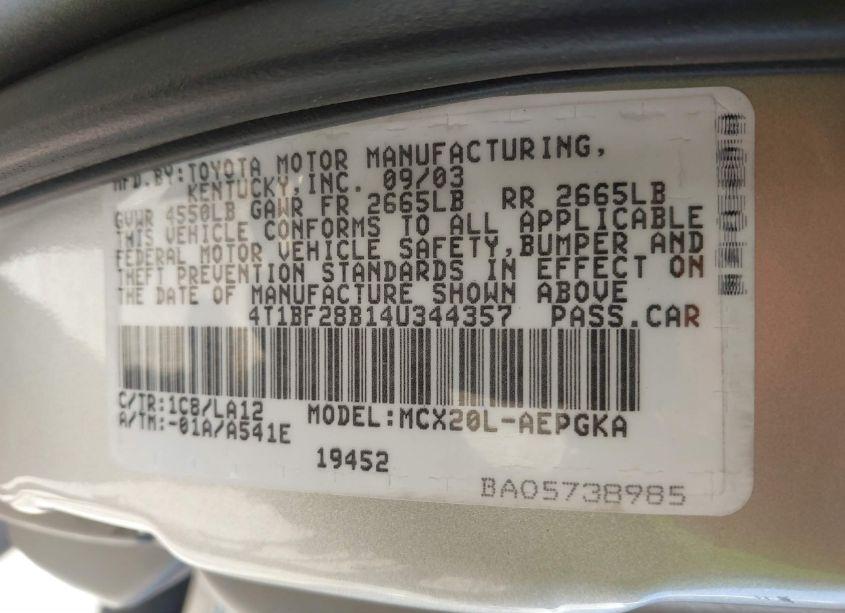 MFD.BY:TOYOTA MOTOR MANUFACTURING,
KENTUCKY,INC. 09/03
GVWR 4550LB GAWR FR 2665LB RR 2665LB
THIS VEHICLE CONFORMS TO ALL APPLICABLE
FEDERAL MOTOR VEHICLE SAFETY,BUMPER AND
THEFT PREVENTION STANDARDS IN EFFECT ON
THE DATE OF MANUFACTURE SHOWN ABOVE
4T1BF28B14U344357 PASS.CAR
C/TR:1C8/LA12 MODEL:MCX20L-AEPGKA
A/TM:-01A/A541E
19452
BA05738985